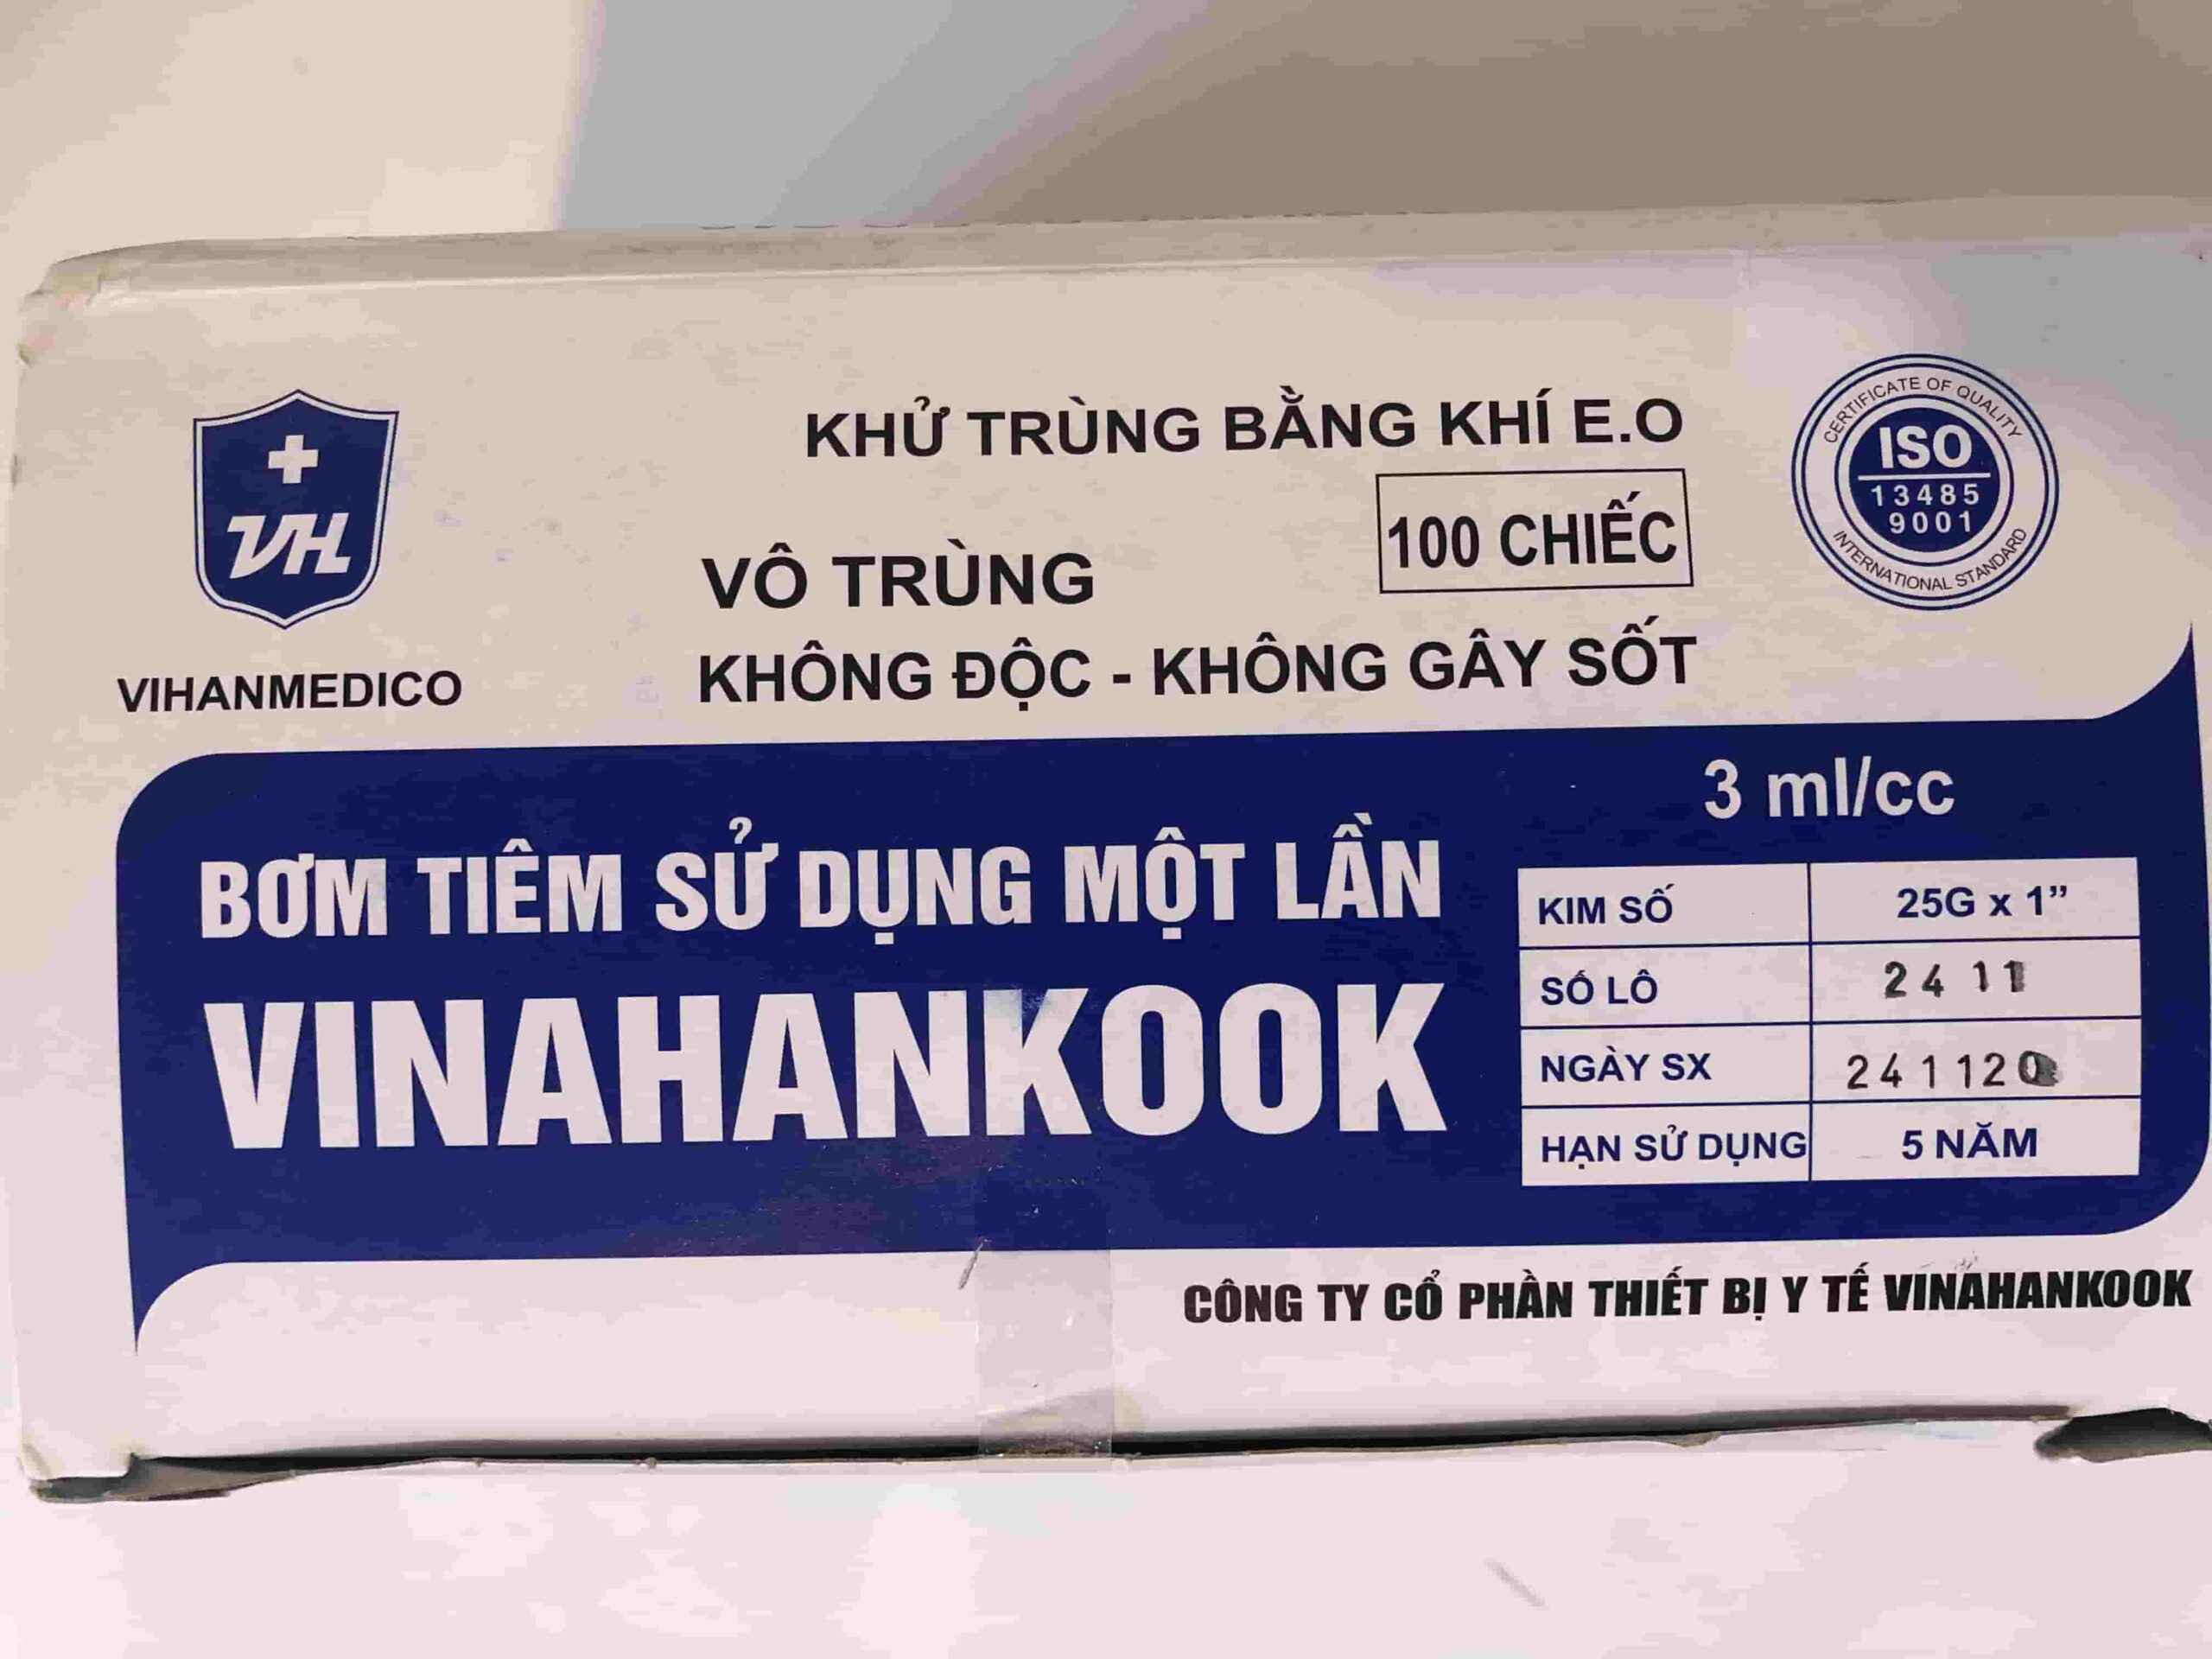 VH
VIHANMEDICO
KHỬ TRÙNG BẰNG KHÍ E.O
100 CHIẾC
VÔ TRÙNG
KHÔNG ĐỘC - KHÔNG GÂY SỐT
CERTIFICATE OF QUALITY
ISO
13485
9001
INTERNATIONAL STANDARD
BƠM TIÊM SỬ DỤNG MỘT LẦN
VINAHANKOOK
3 ml/cc
KIM SỐ 25G x 1”
SỐ LÔ 2411
NGÀY SX 241120
HẠN SỬ DỤNG 5 NĂM
CÔNG TY CỔ PHẦN THIẾT BỊ Y TẾ VINAHANKOOK